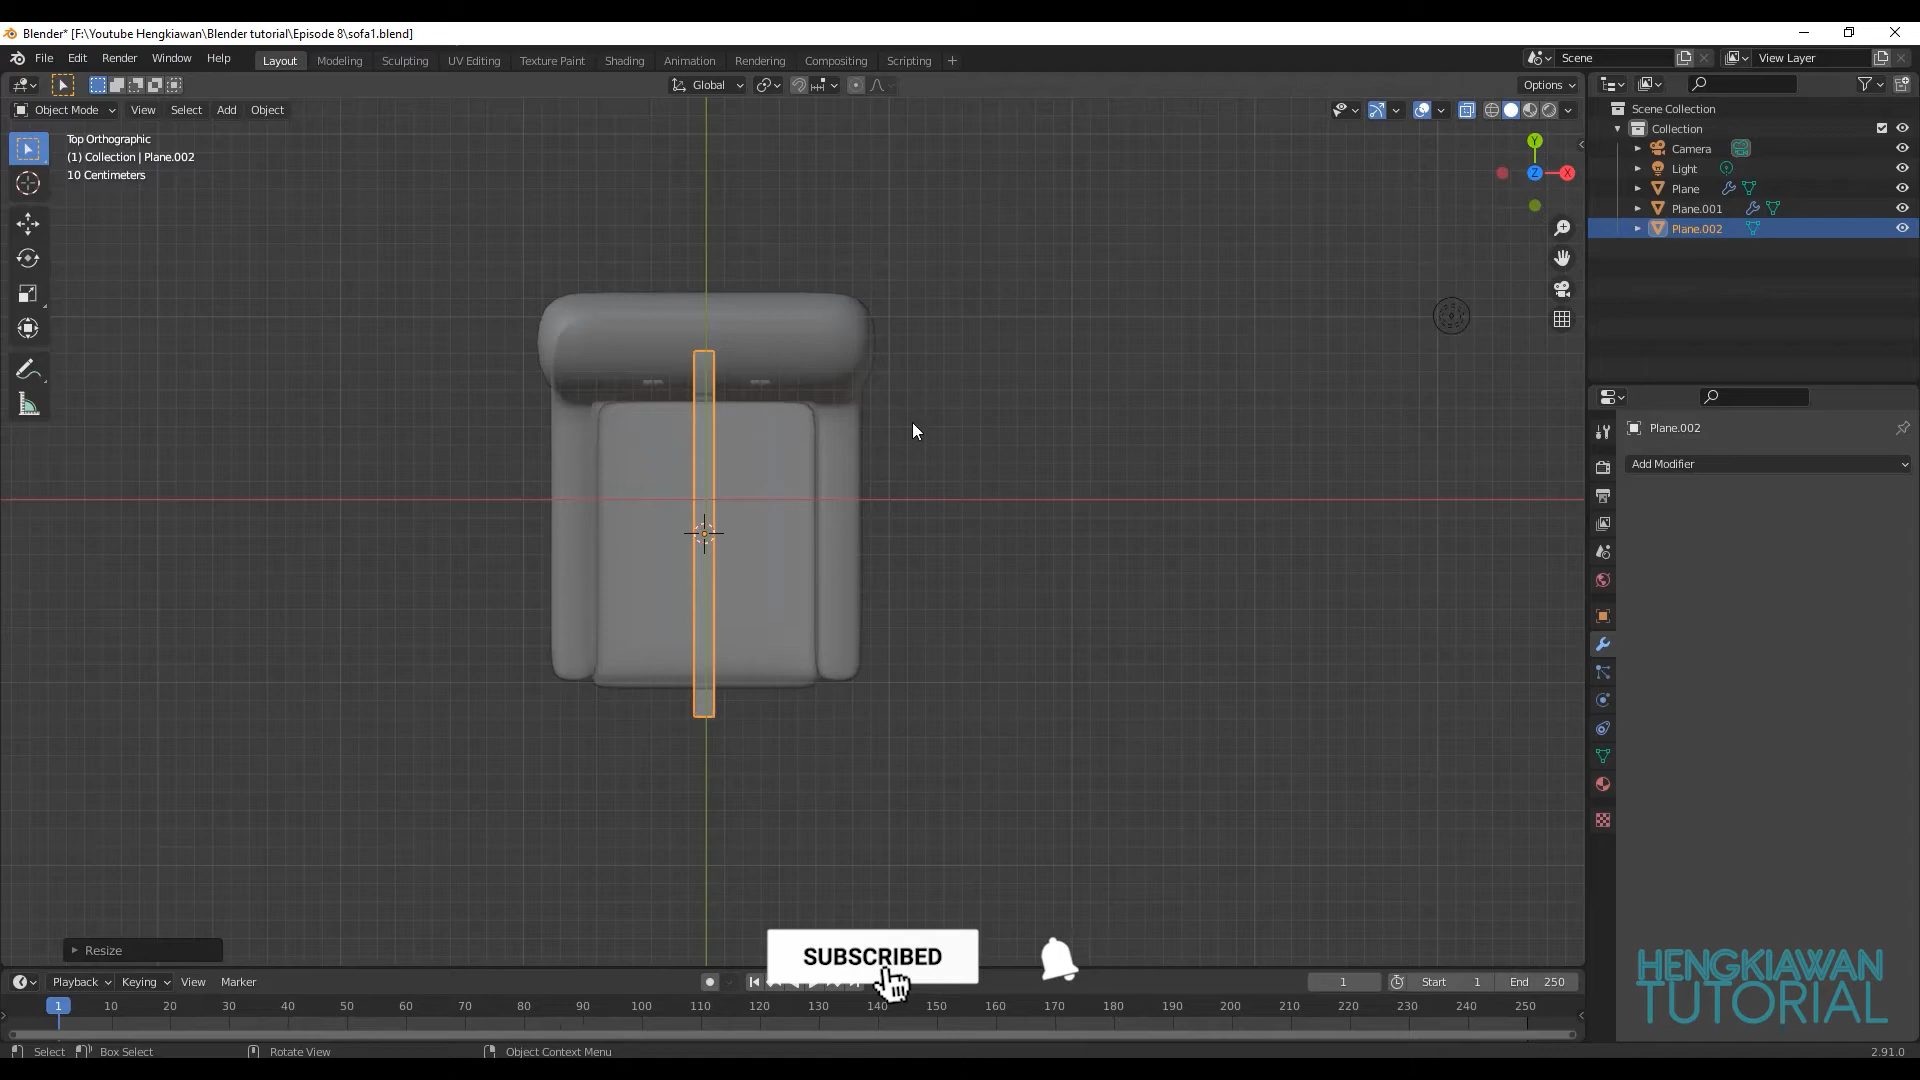 Blender* [F:\Youtube Hengkiawan\Blender tutorial\Episode 8\sofa1.blend]
File Edit Render Window Help
Layout Modeling Sculpting UV Editing Texture Paint Shading Animation Rendering Compositing Scripting +
Scene
View Layer
Global
Options
Object Mode View Select Add Object
Top Orthographic
(1) Collection | Plane.002
10 Centimeters
Y
Z
X
Scene Collection
Collection
Camera
Light
Plane
Plane.001
Plane.002
Plane.002
Add Modifier
Resize
SUBSCRIBED
Playback Keying View Marker
1
Start 1
End 250
1 10 20 30 40 50 60 70 80 90 100 110 120 130 140 150 160 170 180 190 200 210 220 230 240 250
Select Box Select Rotate View Object Context Menu
2.91.0
HENGKIAWAN
TUTORIAL